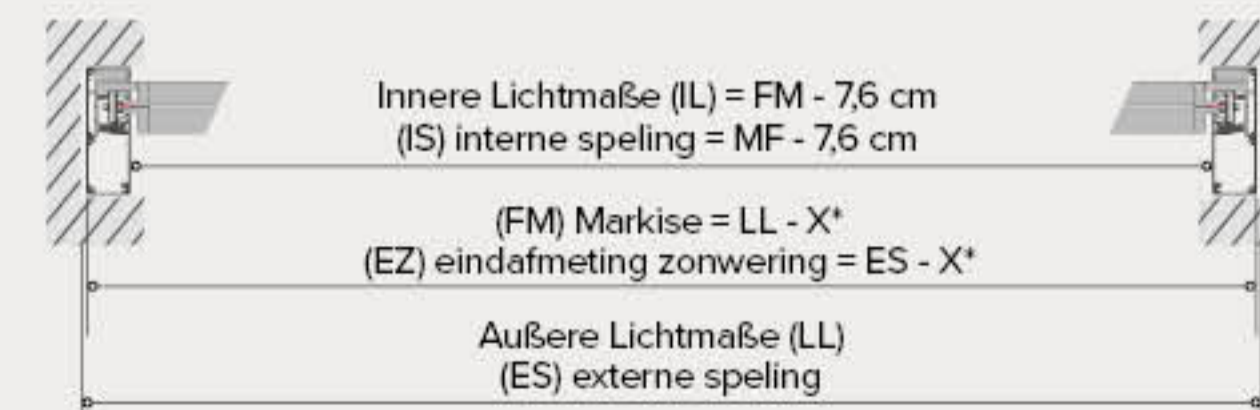 Innere Lichtmaße (IL) = FM - 7,6 cm
(IS) interne speling = MF - 7,6 cm
(FM) Markise = LL - X*
(EZ) eindafmeting zonwering = ES - X*
Außere Lichtmaße (LL)
(ES) externe speling